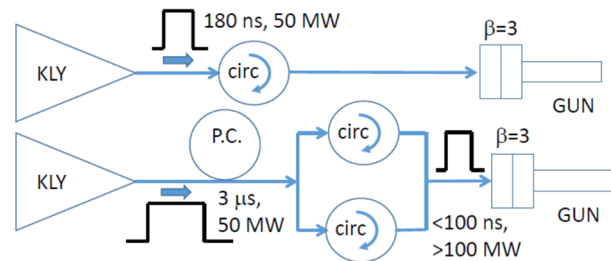 180 ns, 50 MW
β=3
KLY
circ
GUN
P.C.
circ
β=3
KLY
3 μs,
50 MW
circ
<100 ns,
>100 MW
GUN